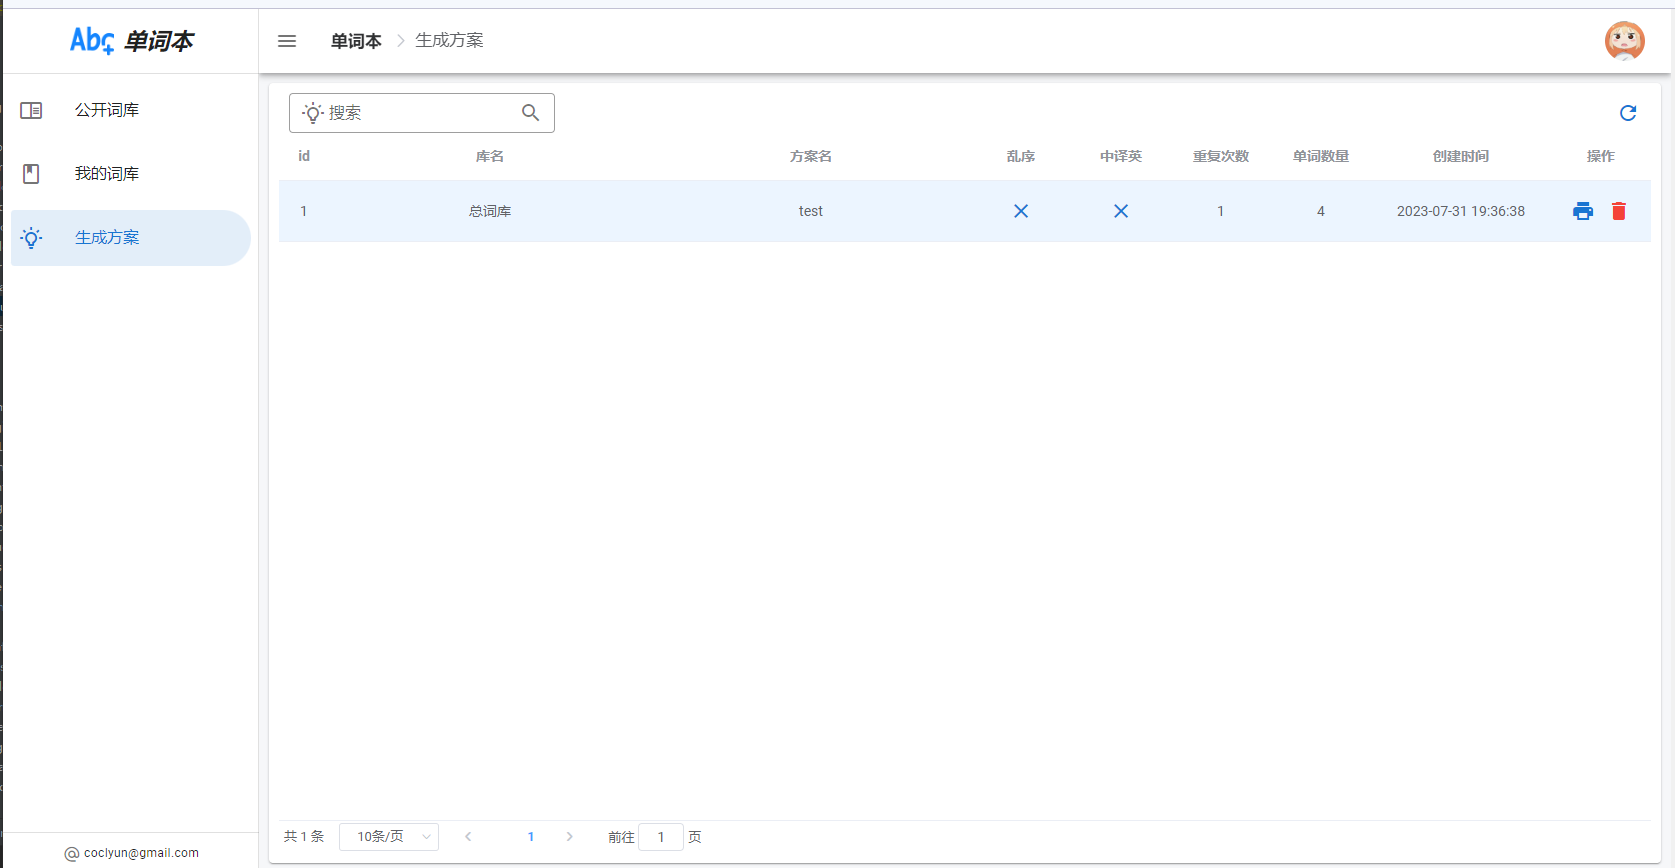 Abc 单词本
单词本 生成方案
公开词库
我的词库
生成方案
搜索
id 库名 方案名 乱序 中译英 重复次数 单词数量 创建时间 操作
1 总词库 test 1 4 2023-07-31 19:36:38
共 1 条 10条/页 1 前往 1 页
coclyun@gmail.com